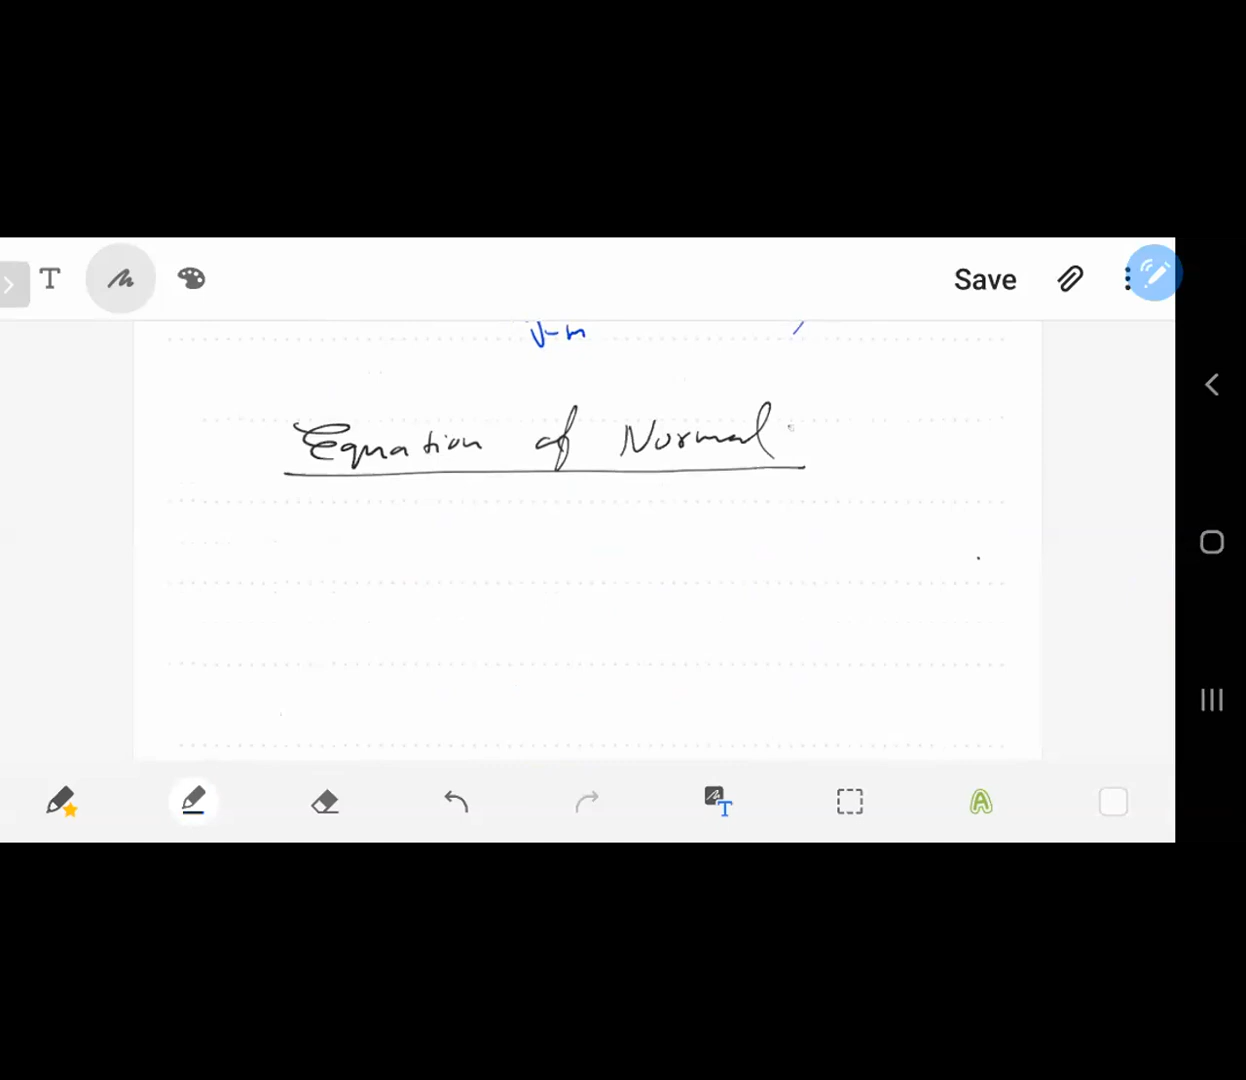 T Save
√-m
Equation of Normal
T A